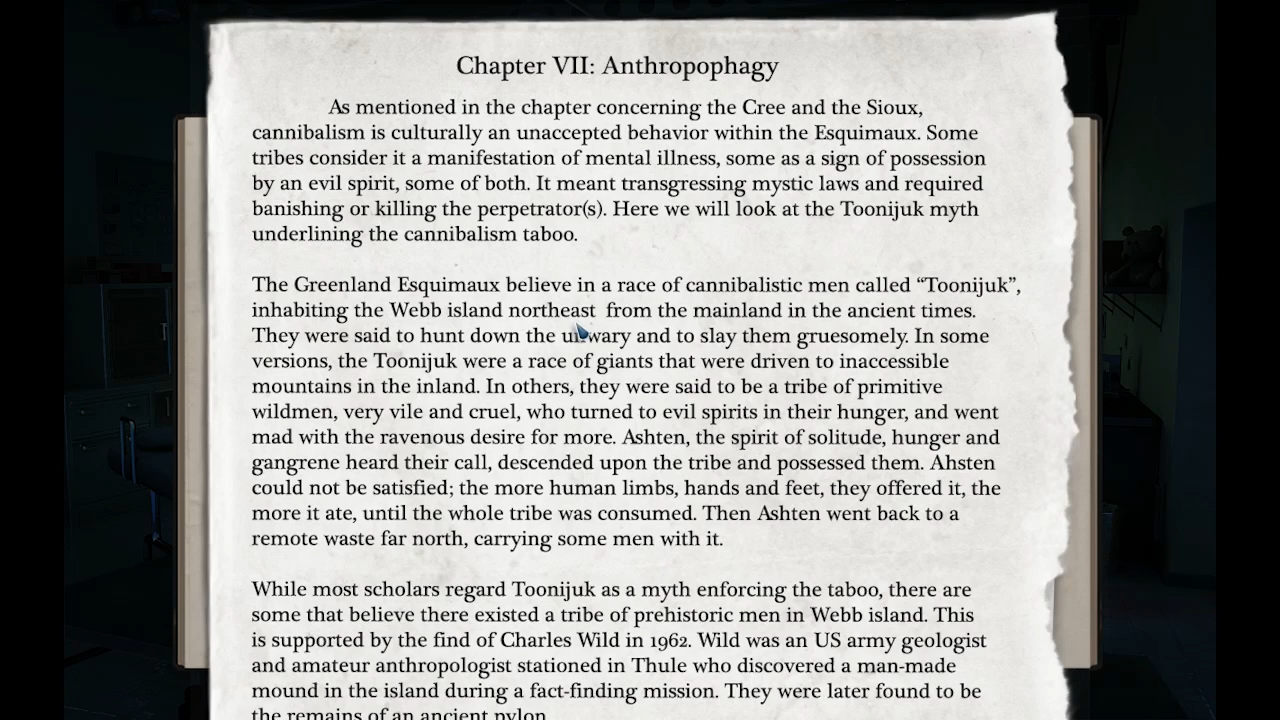 Chapter VII: Anthropophagy
As mentioned in the chapter concerning the Cree and the Sioux,
cannibalism is culturally an unaccepted behavior within the Esquimaux. Some
tribes consider it a manifestation of mental illness, some as a sign of possession
by an evil spirit, some of both. It meant transgressing mystic laws and required
banishing or killing the perpetrator(s). Here we will look at the Toonijuk myth
underlining the cannibalism taboo.
The Greenland Esquimaux believe in a race of cannibalistic men called “Toonijuk”,
inhabiting the Webb island northeast from the mainland in the ancient times.
They were said to hunt down the unwary and to slay them gruesomely. In some
versions, the Toonijuk were a race of giants that were driven to inaccessible
mountains in the inland. In others, they were said to be a tribe of primitive
wildmen, very vile and cruel, who turned to evil spirits in their hunger, and went
mad with the ravenous desire for more. Ashten, the spirit of solitude, hunger and
gangrene heard their call, descended upon the tribe and possessed them. Ahsten
could not be satisfied; the more human limbs, hands and feet, they offered it, the
more it ate, until the whole tribe was consumed. Then Ashten went back to a
remote waste far north, carrying some men with it.
While most scholars regard Toonijuk as a myth enforcing the taboo, there are
some that believe there existed a tribe of prehistoric men in Webb island. This
is supported by the find of Charles Wild in 1962. Wild was an US army geologist
and amateur anthropologist stationed in Thule who discovered a man-made
mound in the island during a fact-finding mission. They were later found to be
the remains of an ancient pylon